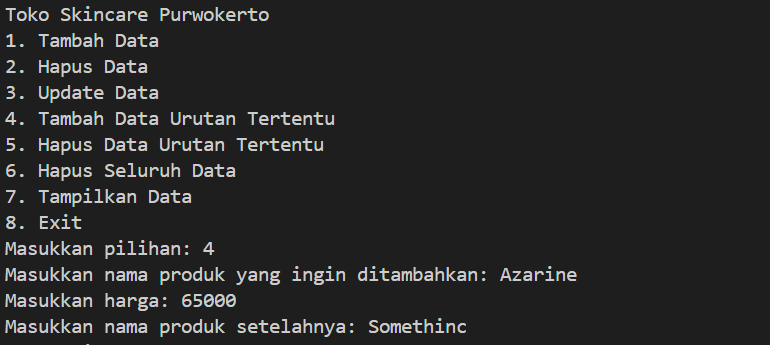 Toko Skincare Purwokerto
1. Tambah Data
2. Hapus Data
3. Update Data
4. Tambah Data Urutan Tertentu
5. Hapus Data Urutan Tertentu
6. Hapus Seluruh Data
7. Tampilkan Data
8. Exit
Masukkan pilihan: 4
Masukkan nama produk yang ingin ditambahkan: Azarine
Masukkan harga: 65000
Masukkan nama produk setelahnya: Somethinc